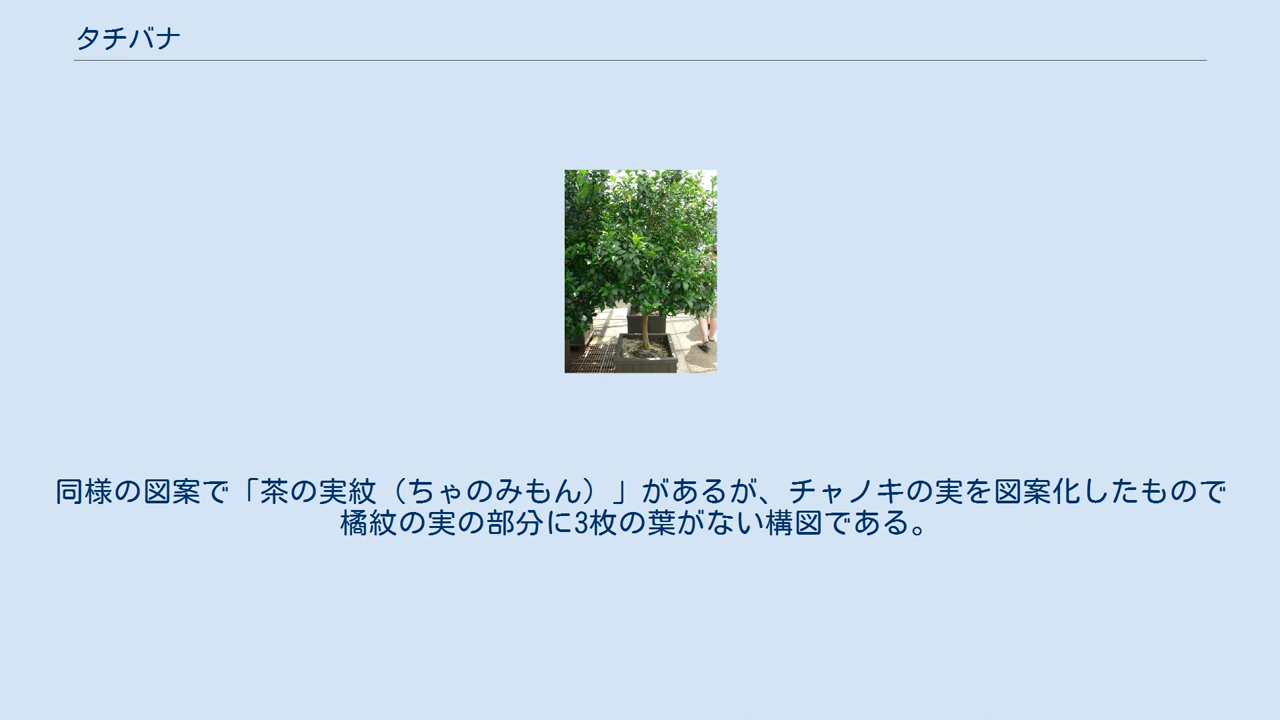 タチバナ
同様の図案で「茶の実紋（ちゃのみもん）」があるが、チャノキの実を図案化したもので
橘紋の実の部分に3枚の葉がない構図である。